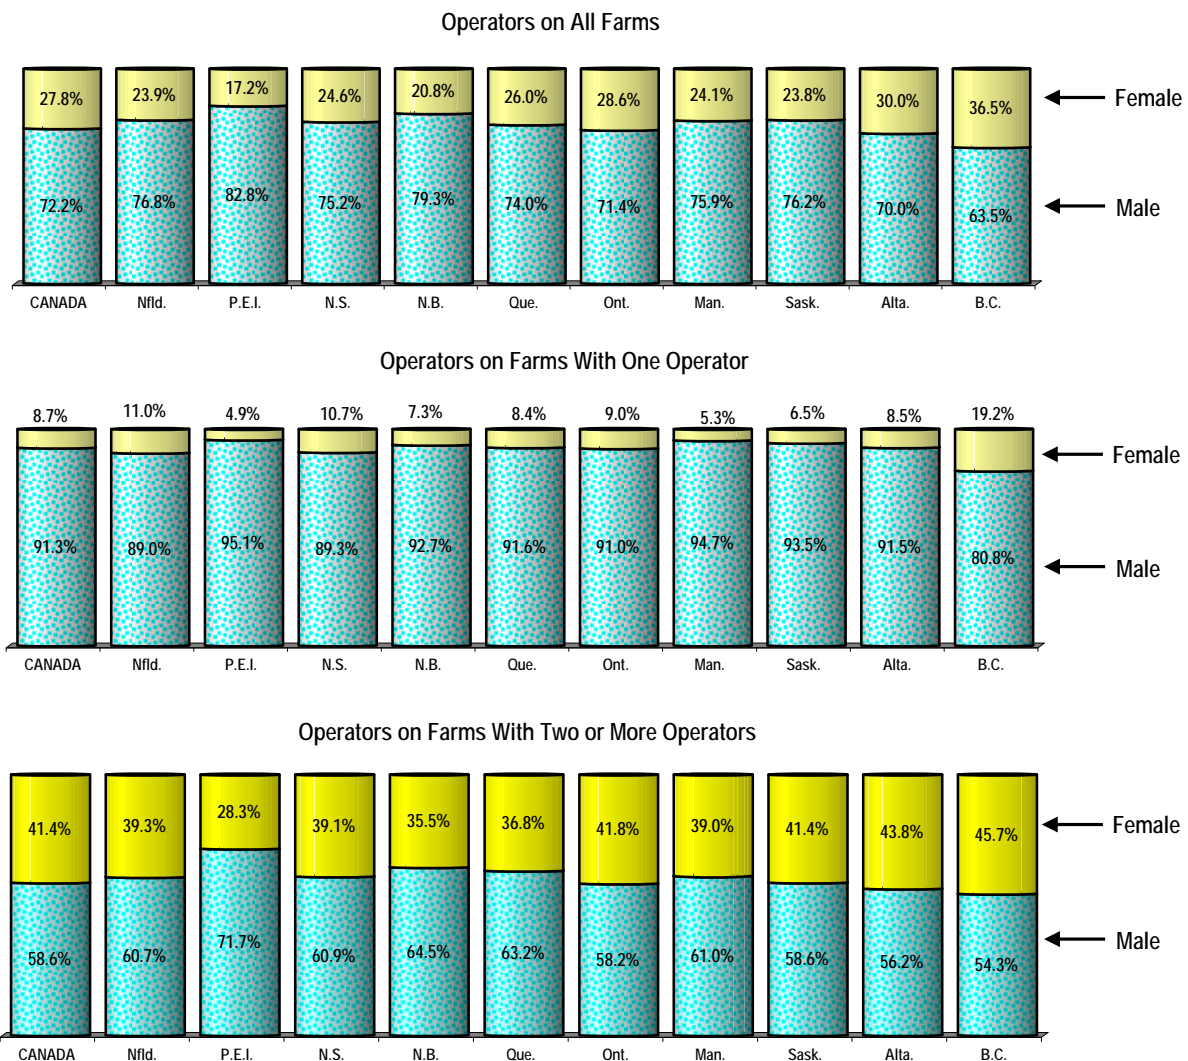 Operators on All Farms
27.8% 23.9% 17.2% 24.6% 20.8% 26.0% 28.6% 24.1% 23.8% 30.0% 36.5% Female
72.2% 76.8% 82.8% 75.2% 79.3% 74.0% 71.4% 75.9% 76.2% 70.0% 63.5% Male
CANADA Nfld. P.E.I. N.S. N.B. Que. Ont. Man. Sask. Alta. B.C.
Operators on Farms With One Operator
8.7% 11.0% 4.9% 10.7% 7.3% 8.4% 9.0% 5.3% 6.5% 8.5% 19.2%
Female
91.3% 89.0% 95.1% 89.3% 92.7% 91.6% 91.0% 94.7% 93.5% 91.5% 80.8% Male
CANADA Nfld. P.E.I. N.S. N.B. Que. Ont. Man. Sask. Alta. B.C.
Operators on Farms With Two or More Operators
41.4% 39.3% 28.3% 39.1% 35.5% 36.8% 41.8% 39.0% 41.4% 43.8% 45.7% Female
58.6% 60.7% 71.7% 60.9% 64.5% 63.2% 58.2% 61.0% 58.6% 56.2% 54.3% Male
CANADA Nfld. P.E.I. N.S. N.B. Que. Ont. Man. Sask. Alta. B.C.